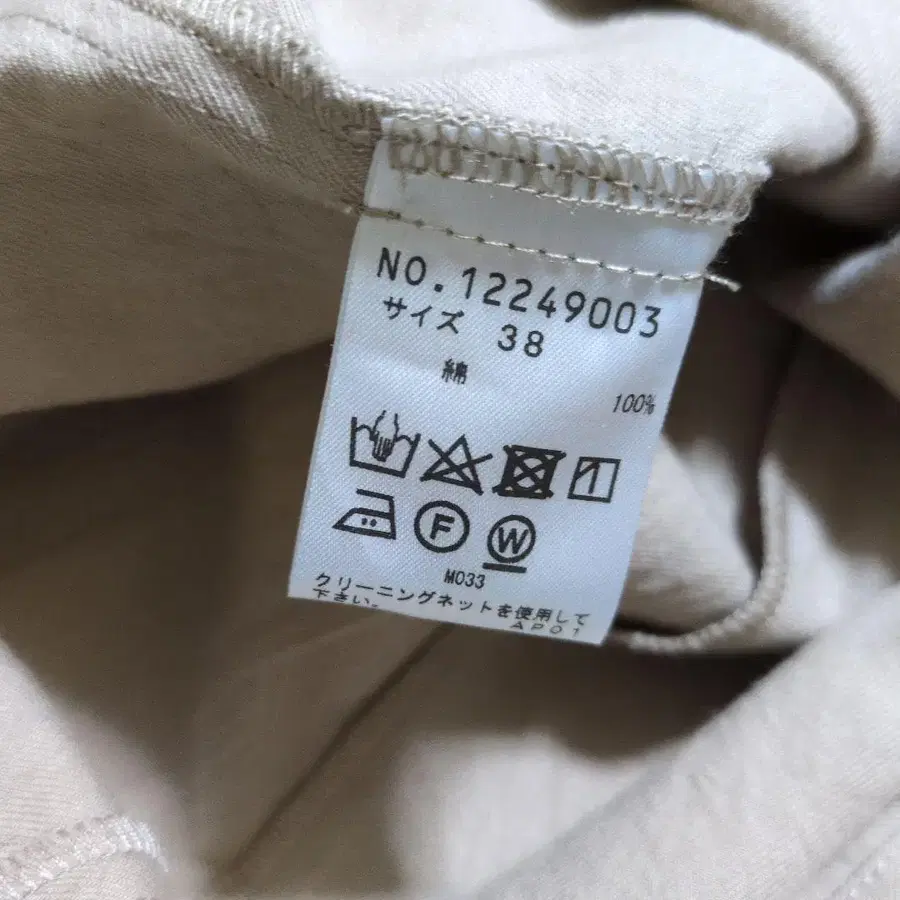 NO.12249003
サイズ 38
綿 100%
F W
M033
クリーニングネットを使用して
下さい。
AP01